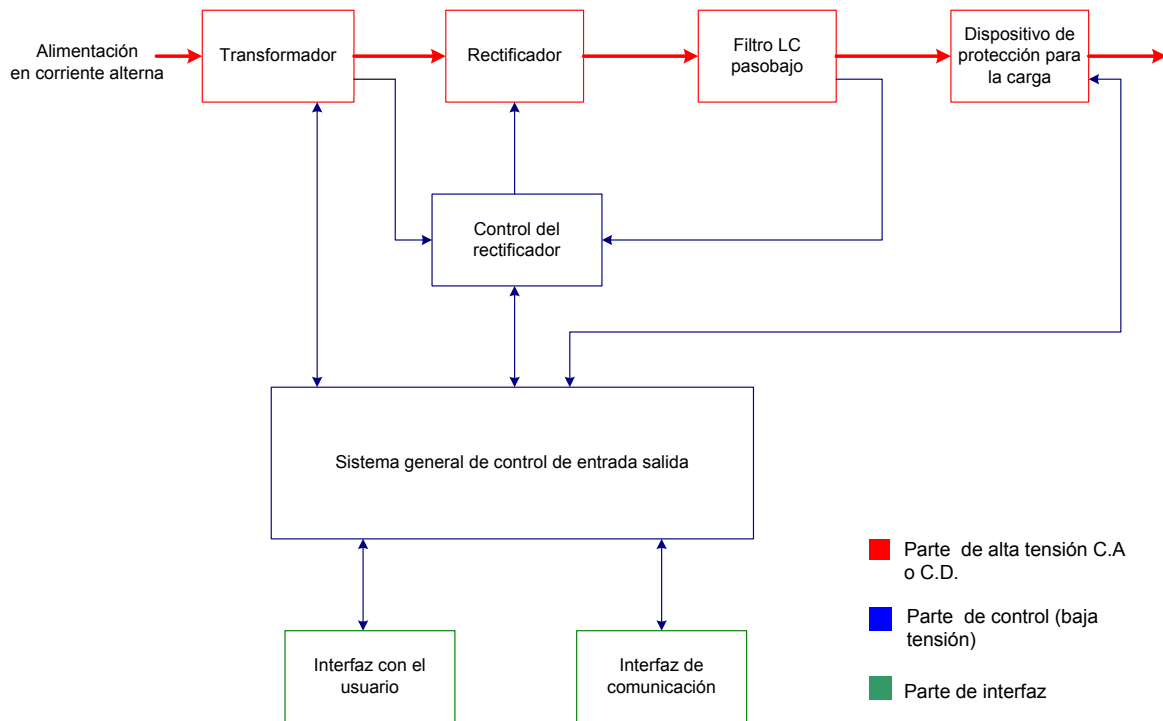 Alimentación
en corriente alterna
Transformador
Rectificador
Filtro LC
pasobajo
Dispositivo de
protección para
la carga
Control del
rectificador
Sistema general de control de entrada salida
Interfaz con el
usuario
Interfaz de
comunicación
Parte de alta tensión C.A
o C.D.
Parte de control (baja
tensión)
Parte de interfaz